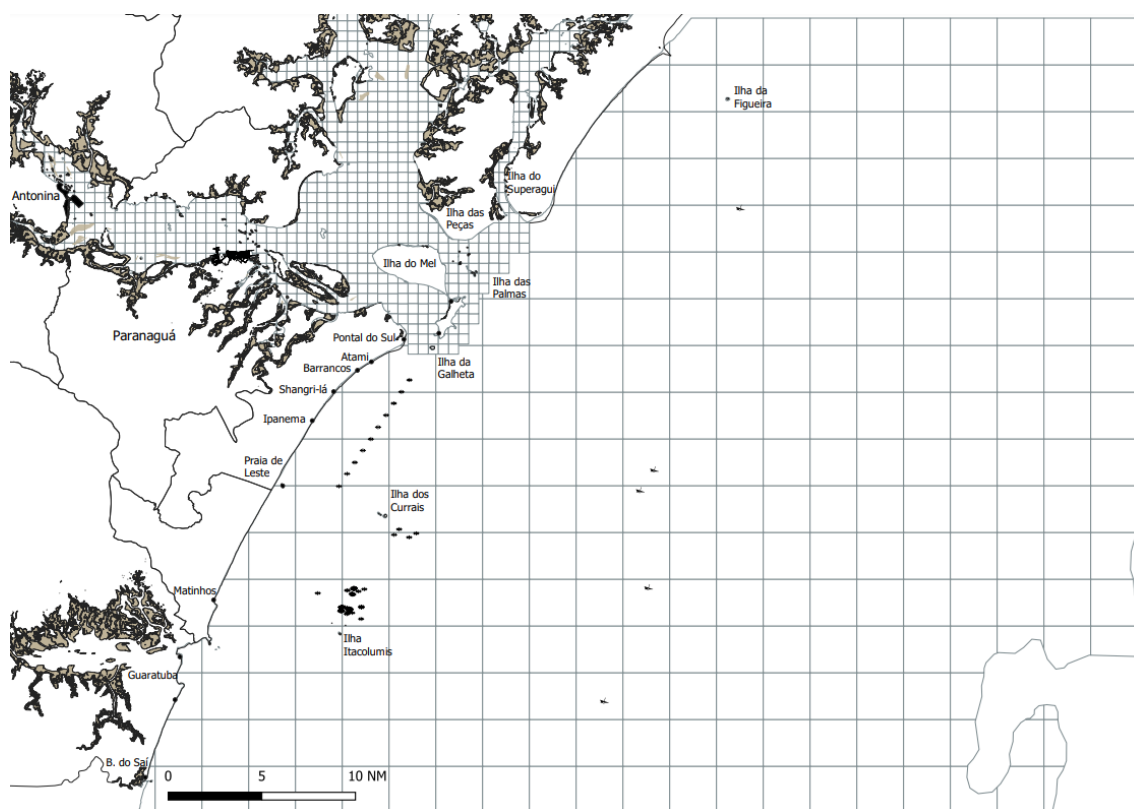 Ilha da
Figueira
Ilha do
Superagui
Antonina
Ilha das
Peças
Ilha do Mel
Ilha das
Palmas
Paranaguá
Pontal do Sul
Atami
Ilha da
Galheta
Barrancos
Shangri-lá
Ipanema
Praia de
Leste
Ilha dos
Currais
Matinhos
Ilha
Itacolumis
Guaratuba
B. do Saí
0 5 10 NM